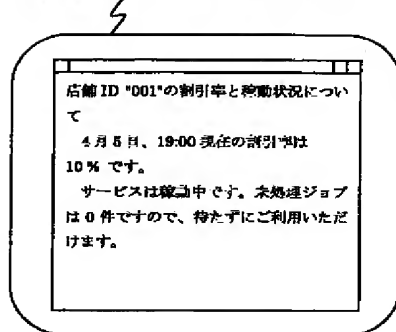 店舗 ID "001"の割引率と稼動状況につい
て
4月5日、19:00 現在の割引率は
10% です。
サービスは稼動中です。未処理ジョブ
は 0 件ですので、待たずにご利用いただ
けます。